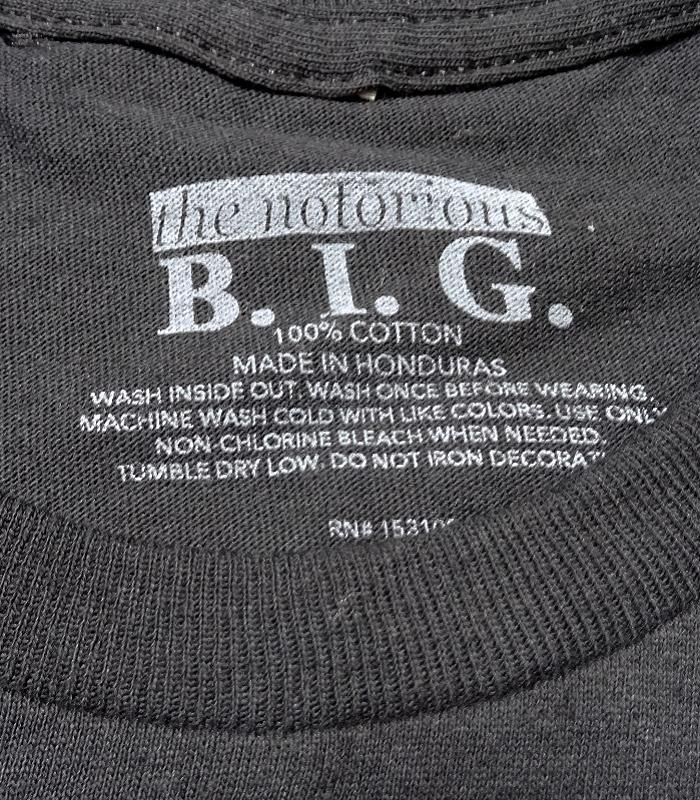 the notorious
B. I. G.
100% COTTON
MADE IN HONDURAS
WASH INSIDE OUT. WASH ONCE BEFORE WEARING.
MACHINE WASH COLD WITH LIKE COLORS. USE ONLY
NON-CHLORINE BLEACH WHEN NEEDED.
TUMBLE DRY LOW. DO NOT IRON
RN#